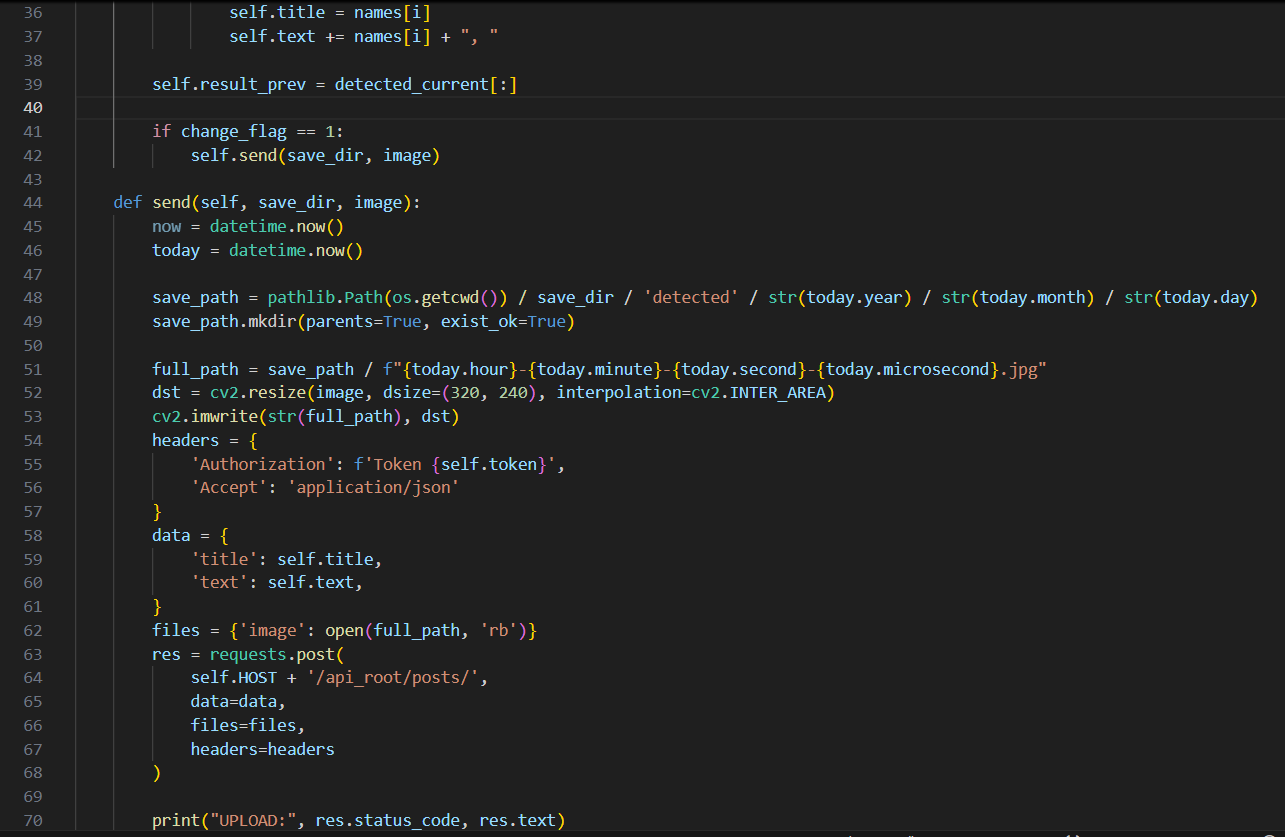 36 self.title = names[i]
37 self.text += names[i] + ", "
38
39 self.result_prev = detected_current[:]
40
41 if change_flag == 1:
42 self.send(save_dir, image)
43
44 def send(self, save_dir, image):
45 now = datetime.now()
46 today = datetime.now()
47
48 save_path = pathlib.Path(os.getcwd()) / save_dir / 'detected' / str(today.year) / str(today.month) / str(today.day)
49 save_path.mkdir(parents=True, exist_ok=True)
50
51 full_path = save_path / f"{today.hour}-{today.minute}-{today.second}-{today.microsecond}.jpg"
52 dst = cv2.resize(image, dsize=(320, 240), interpolation=cv2.INTER_AREA)
53 cv2.imwrite(str(full_path), dst)
54 headers = {
55 'Authorization': f'Token {self.token}',
56 'Accept': 'application/json'
57 }
58 data = {
59 'title': self.title,
60 'text': self.text,
61 }
62 files = {'image': open(full_path, 'rb')}
63 res = requests.post(
64 self.HOST + '/api_root/posts/',
65 data=data,
66 files=files,
67 headers=headers
68 )
69
70 print("UPLOAD:", res.status_code, res.text)